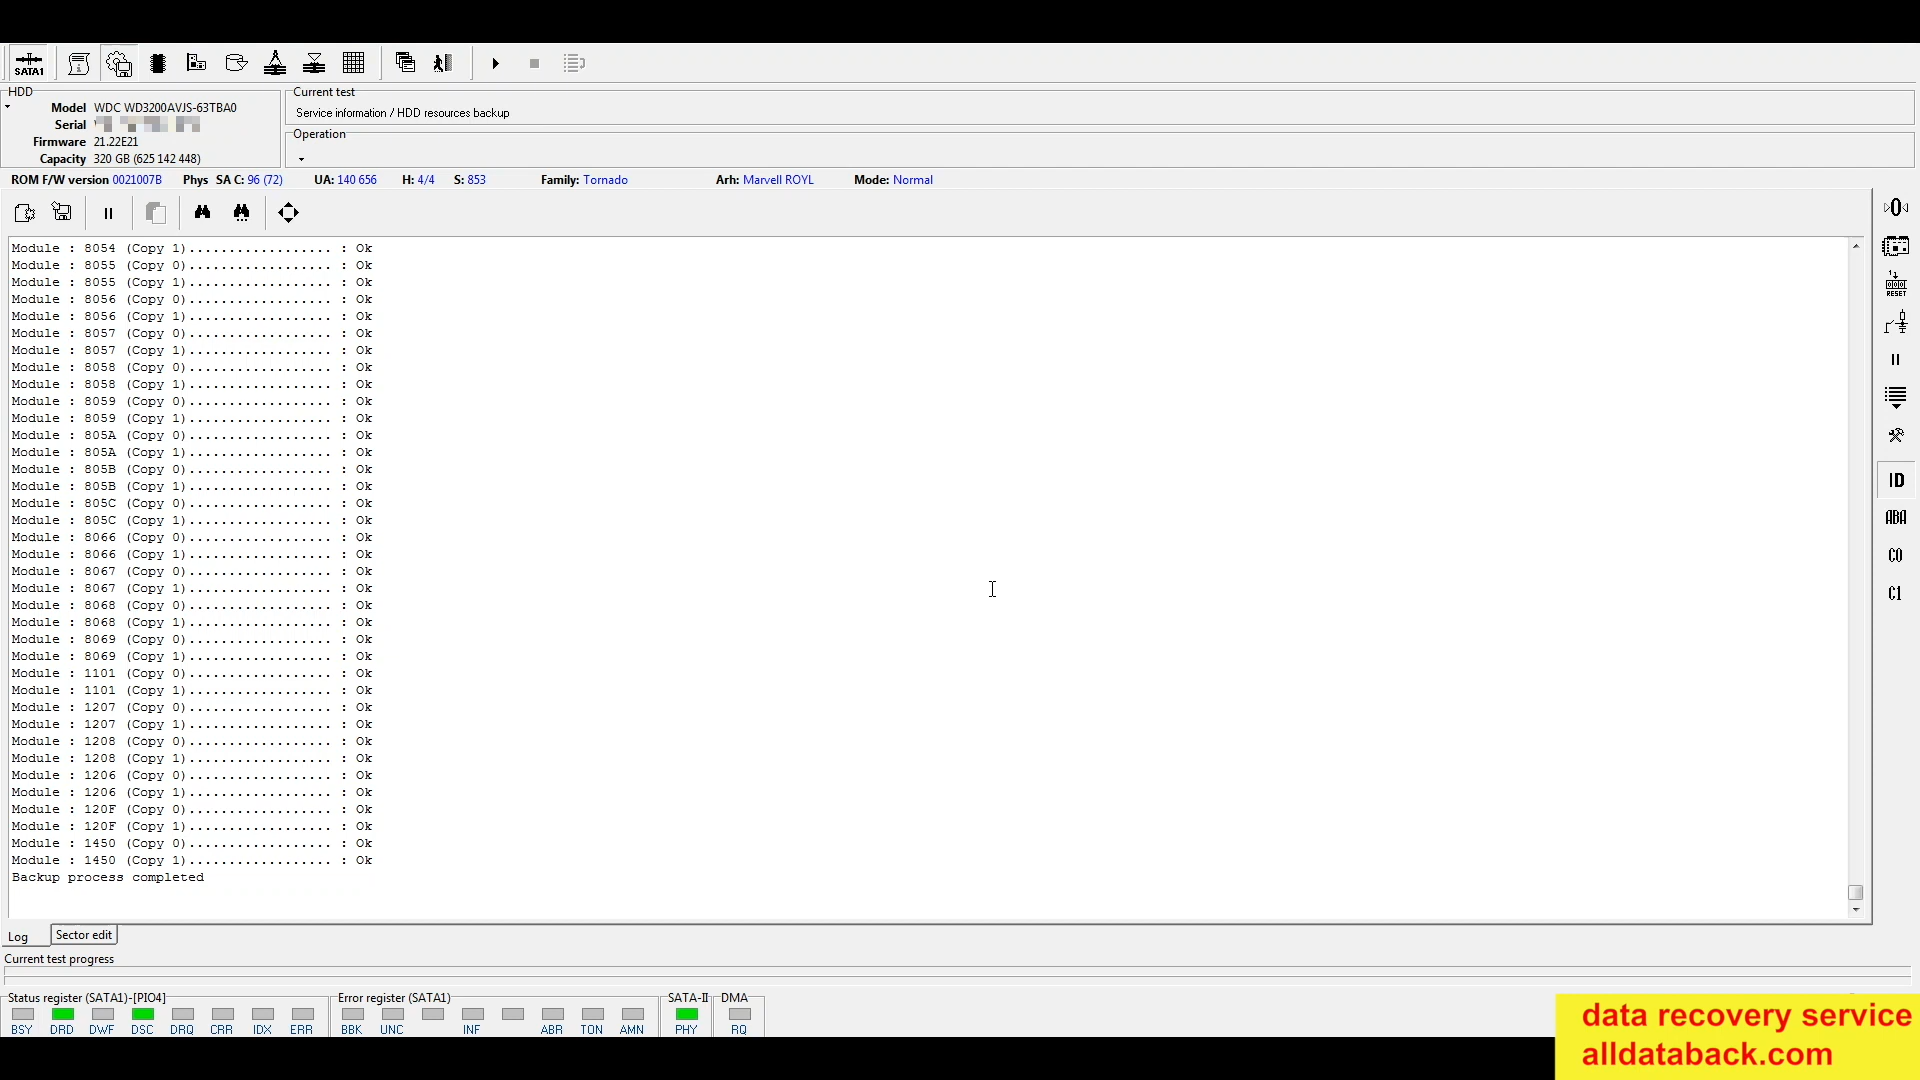 SATA1
HDD
Model WDC WD3200AVJS-63TBA0
Serial
Firmware 21.22E21
Capacity 320 GB (625 142 448)
Current test
Service information / HDD resources backup
Operation
ROM F/W version 0021007B Phys SA C: 96 (72) UA: 140 656 H: 4/4 S: 853 Family: Tornado Arh: Marvell ROYL Mode: Normal
Module : 8054 (Copy 1).................. : Ok
Module : 8055 (Copy 0).................. : Ok
Module : 8055 (Copy 1).................. : Ok
Module : 8056 (Copy 0).................. : Ok
Module : 8056 (Copy 1).................. : Ok
Module : 8057 (Copy 0).................. : Ok
Module : 8057 (Copy 1).................. : Ok
Module : 8058 (Copy 0).................. : Ok
Module : 8058 (Copy 1).................. : Ok
Module : 8059 (Copy 0).................. : Ok
Module : 8059 (Copy 1).................. : Ok
Module : 805A (Copy 0).................. : Ok
Module : 805A (Copy 1).................. : Ok
Module : 805B (Copy 0).................. : Ok
Module : 805B (Copy 1).................. : Ok
Module : 805C (Copy 0).................. : Ok
Module : 805C (Copy 1).................. : Ok
Module : 8066 (Copy 0).................. : Ok
Module : 8066 (Copy 1).................. : Ok
Module : 8067 (Copy 0).................. : Ok
Module : 8067 (Copy 1).................. : Ok
Module : 8068 (Copy 0).................. : Ok
Module : 8068 (Copy 1).................. : Ok
Module : 8069 (Copy 0).................. : Ok
Module : 8069 (Copy 1).................. : Ok
Module : 1101 (Copy 0).................. : Ok
Module : 1101 (Copy 1).................. : Ok
Module : 1207 (Copy 0).................. : Ok
Module : 1207 (Copy 1).................. : Ok
Module : 1208 (Copy 0).................. : Ok
Module : 1208 (Copy 1).................. : Ok
Module : 1206 (Copy 0).................. : Ok
Module : 1206 (Copy 1).................. : Ok
Module : 120F (Copy 0).................. : Ok
Module : 120F (Copy 1).................. : Ok
Module : 1450 (Copy 0).................. : Ok
Module : 1450 (Copy 1).................. : Ok
Backup process completed
RESET
ID
ABA
C0
C1
Log Sector edit
Current test progress
Status register (SATA1)-[PIO4] Error register (SATA1) SATA-II DMA
BSY DRD DWF DSC DRQ CRR IDX ERR BBK UNC INF ABR TON AMN PHY RQ
data recovery service
alldataback.com